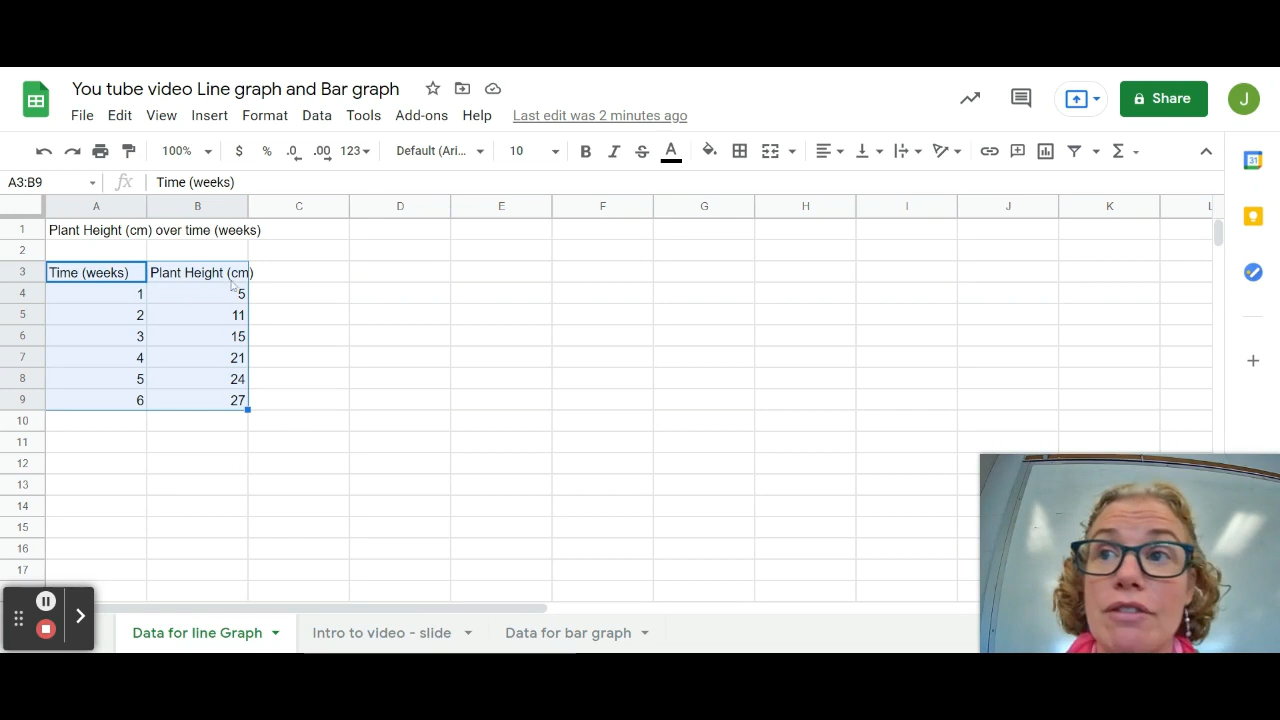 You tube video Line graph and Bar graph
File Edit View Insert Format Data Tools Add-ons Help Last edit was 2 minutes ago
Share
J
100% $ % .0 .00 123 Default (Ari... 10 B I S A Σ
31
A3:B9 fx Time (weeks)
A B C D E F G H I J K L
1 Plant Height (cm) over time (weeks)
2
3 Time (weeks) Plant Height (cm)
4 1 5
5 2 11
6 3 15
7 4 21
8 5 24
9 6 27
10
11
12
13
14
15
16
17
Data for line Graph Intro to video - slide Data for bar graph